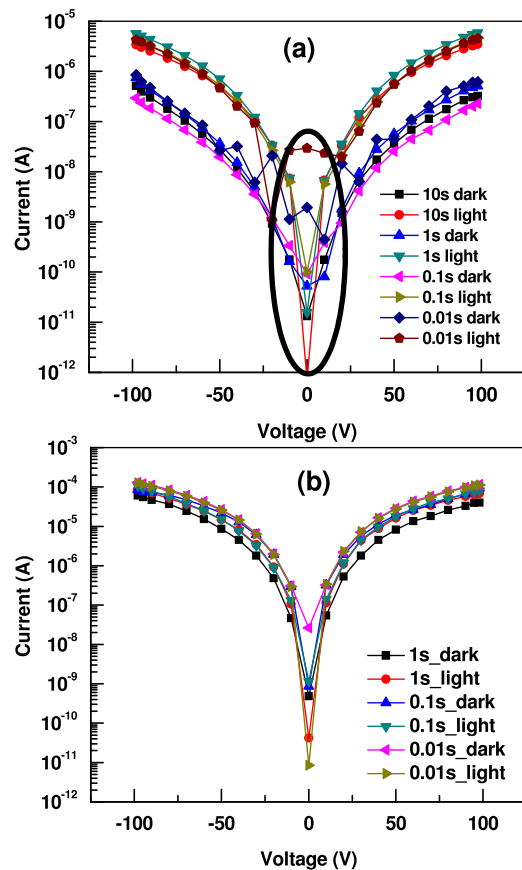 (a)
10^-5
10^-6
10^-7
10^-8
10^-9
10^-10
10^-11
10^-12
Current (A)
10s dark
10s light
1s dark
1s light
0.1s dark
0.1s light
0.01s dark
0.01s light
-100 -50 0 50 100
Voltage (V)
(b)
10^-3
10^-4
10^-5
10^-6
10^-7
10^-8
10^-9
10^-10
10^-11
10^-12
Current (A)
1s_dark
1s_light
0.1s_dark
0.1s_light
0.01s_dark
0.01s_light
-100 -50 0 50 100
Voltage (V)